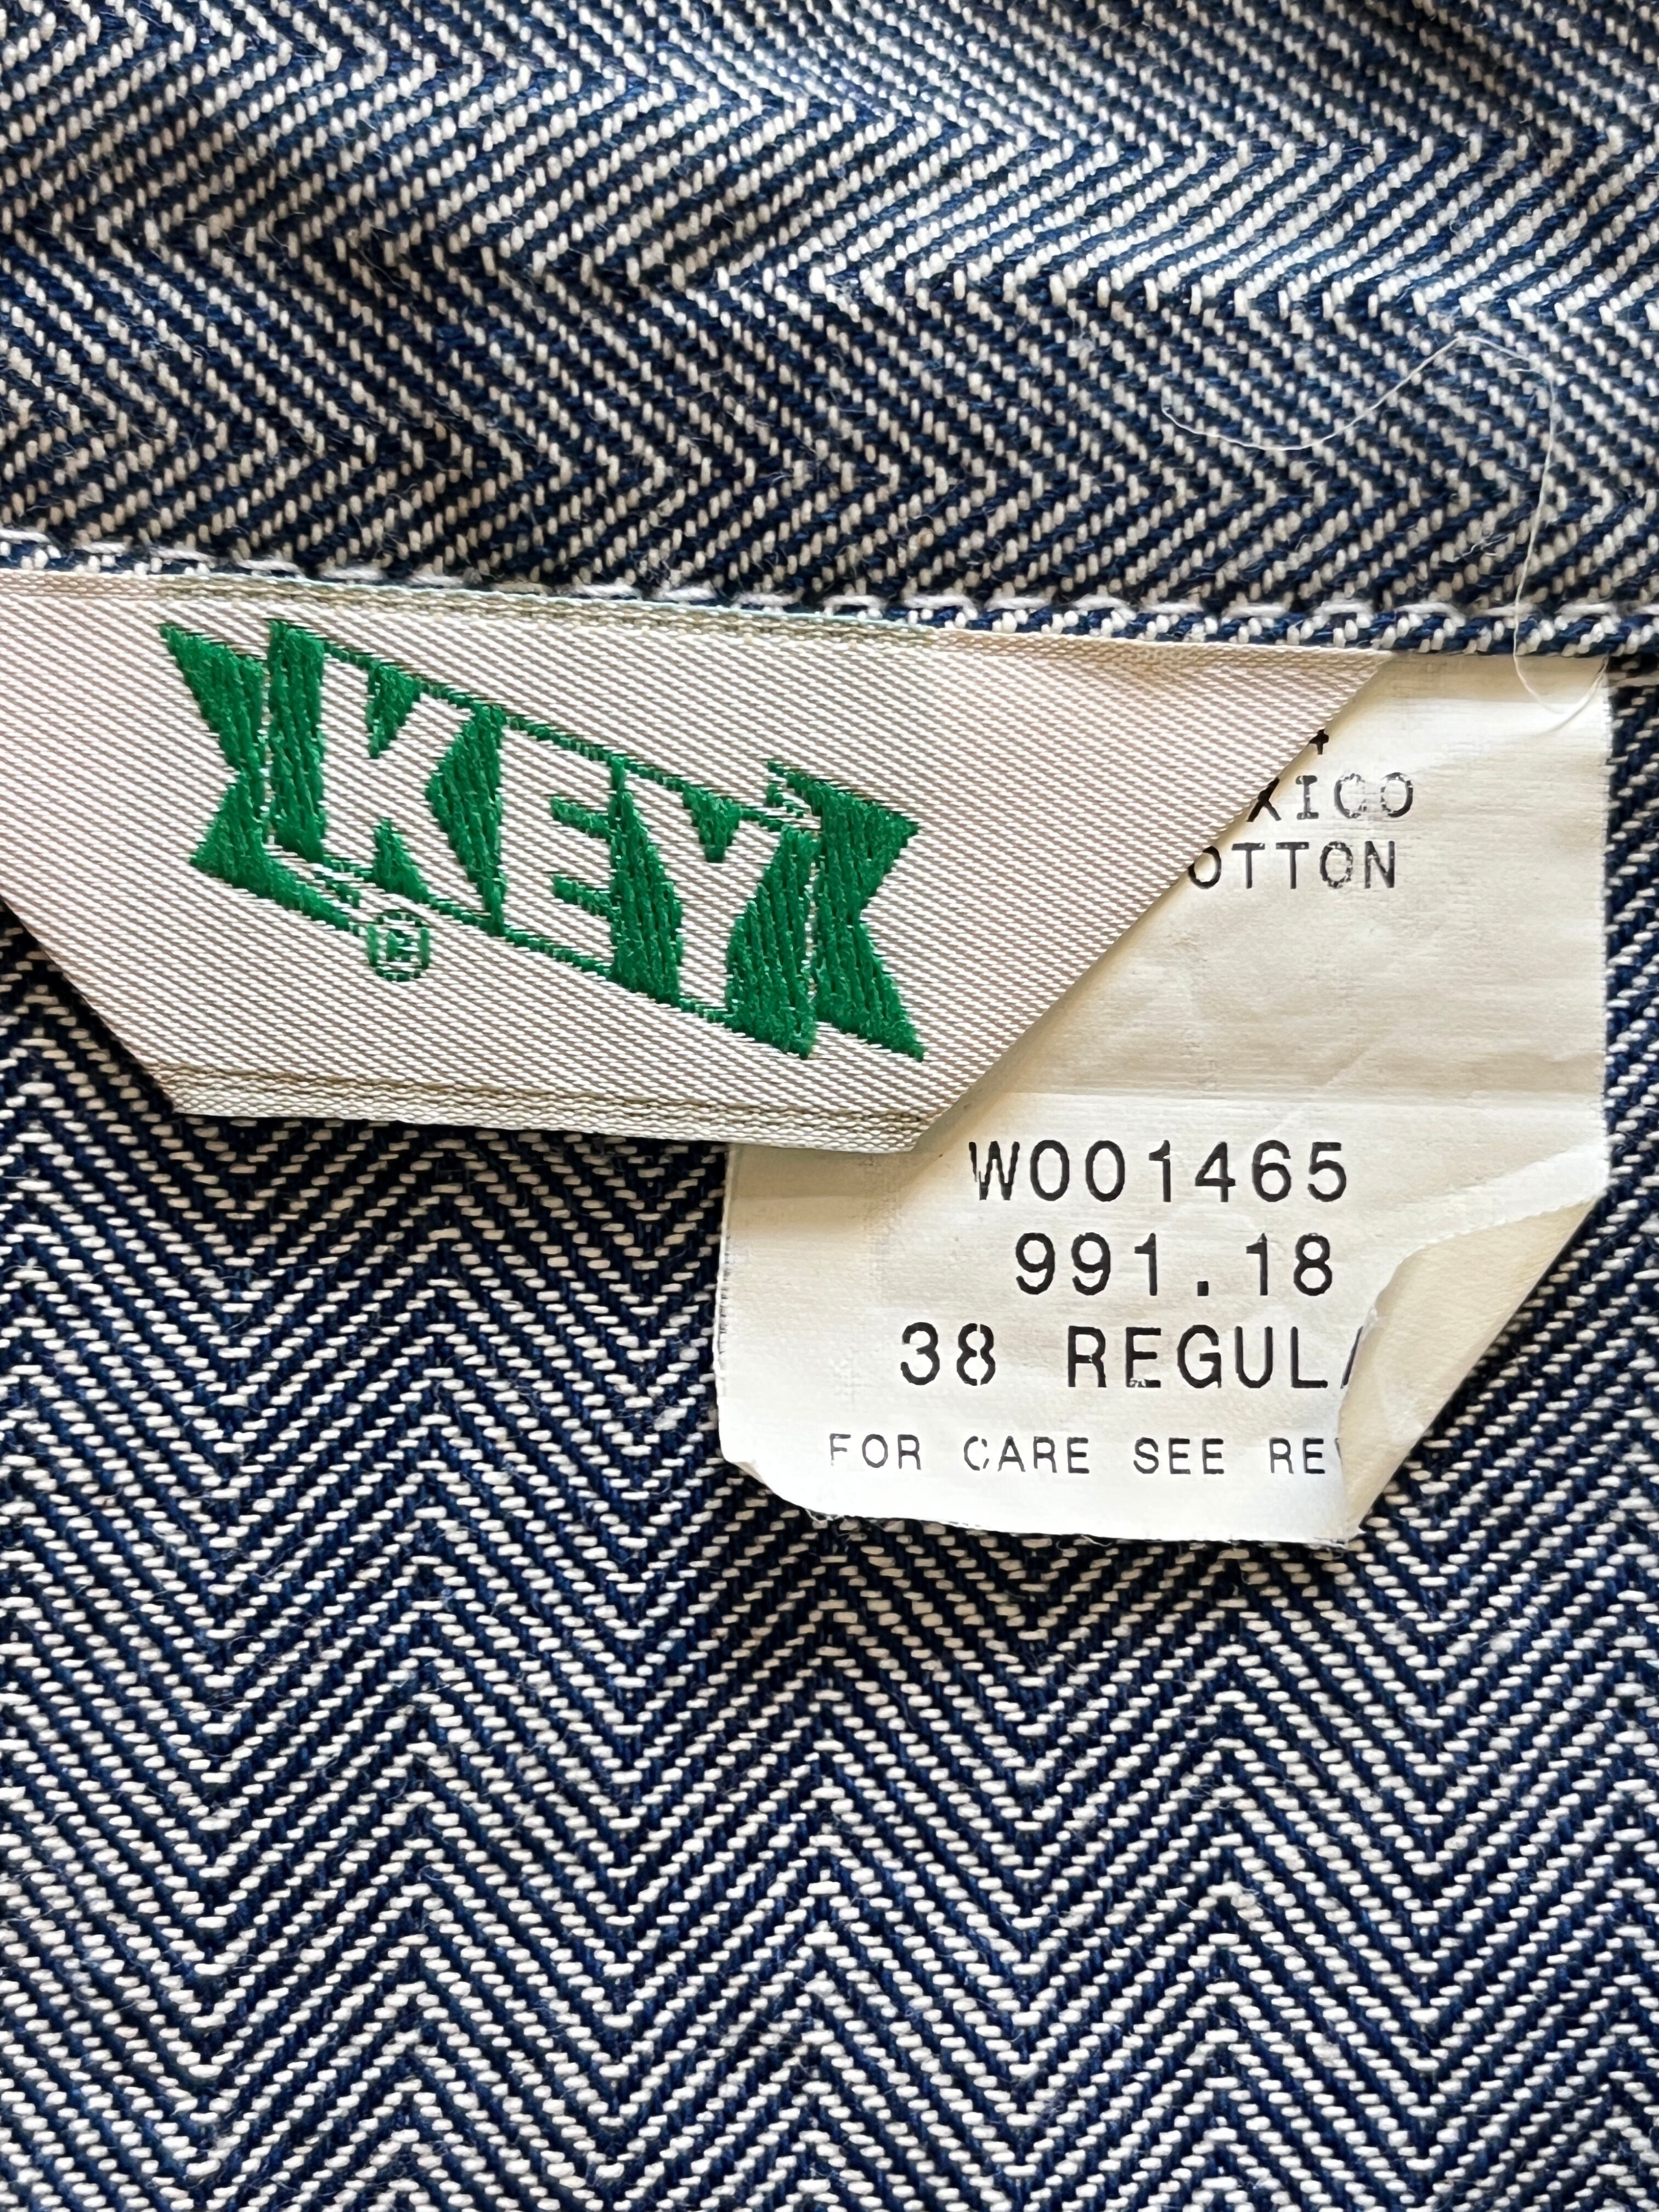 KEY
®
XICO
OTTON
W001465
991.18
38 REGUL
FOR CARE SEE RE